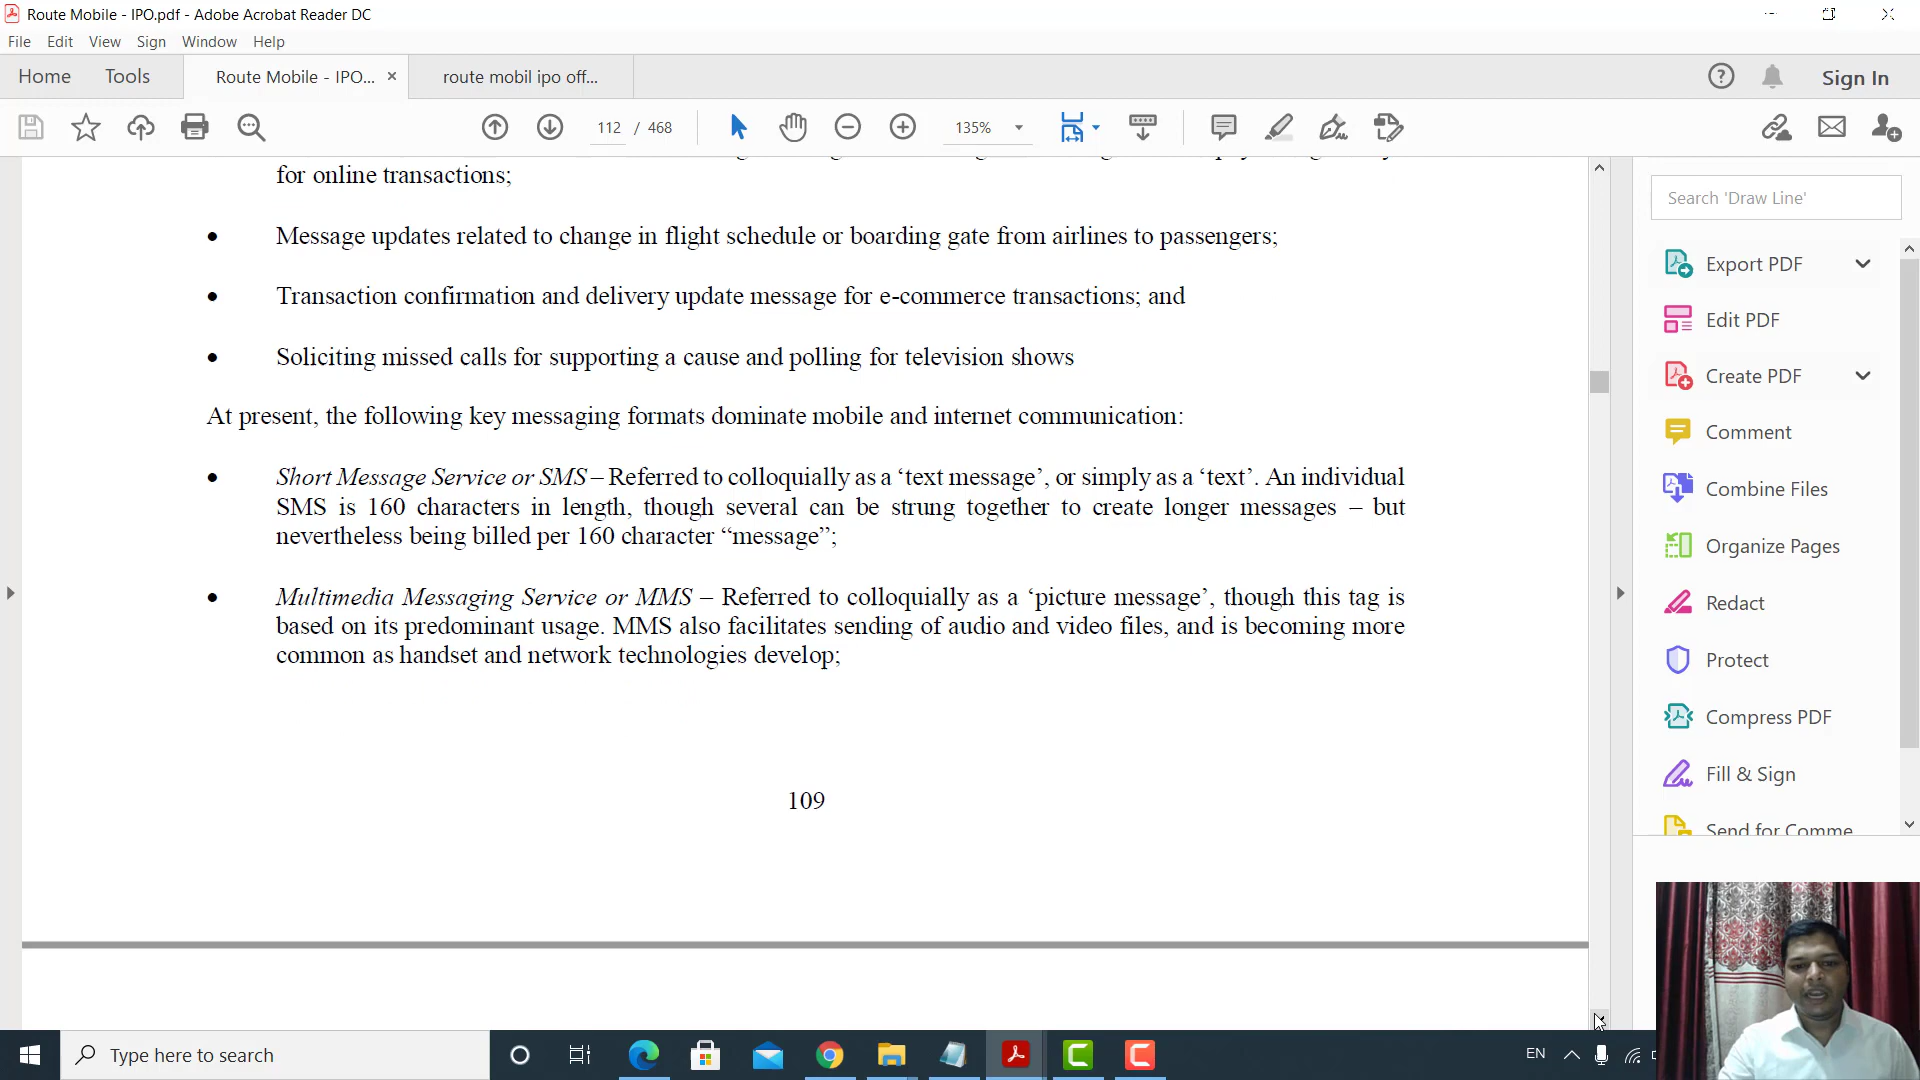 Route Mobile - IPO.pdf - Adobe Acrobat Reader DC
File Edit View Sign Window Help
Home Tools Route Mobile - IPO... × route mobil ipo off... Sign In
112 / 468 135%
for online transactions;
• Message updates related to change in flight schedule or boarding gate from airlines to passengers;
• Transaction confirmation and delivery update message for e-commerce transactions; and
• Soliciting missed calls for supporting a cause and polling for television shows
At present, the following key messaging formats dominate mobile and internet communication:
• Short Message Service or SMS – Referred to colloquially as a ‘text message’, or simply as a ‘text’. An individual
SMS is 160 characters in length, though several can be strung together to create longer messages – but
nevertheless being billed per 160 character “message”;
• Multimedia Messaging Service or MMS – Referred to colloquially as a ‘picture message’, though this tag is
based on its predominant usage. MMS also facilitates sending of audio and video files, and is becoming more
common as handset and network technologies develop;
109
Search 'Draw Line'
Export PDF
Edit PDF
Create PDF
Comment
Combine Files
Organize Pages
Redact
Protect
Compress PDF
Fill & Sign
Send for Comme
Type here to search
EN